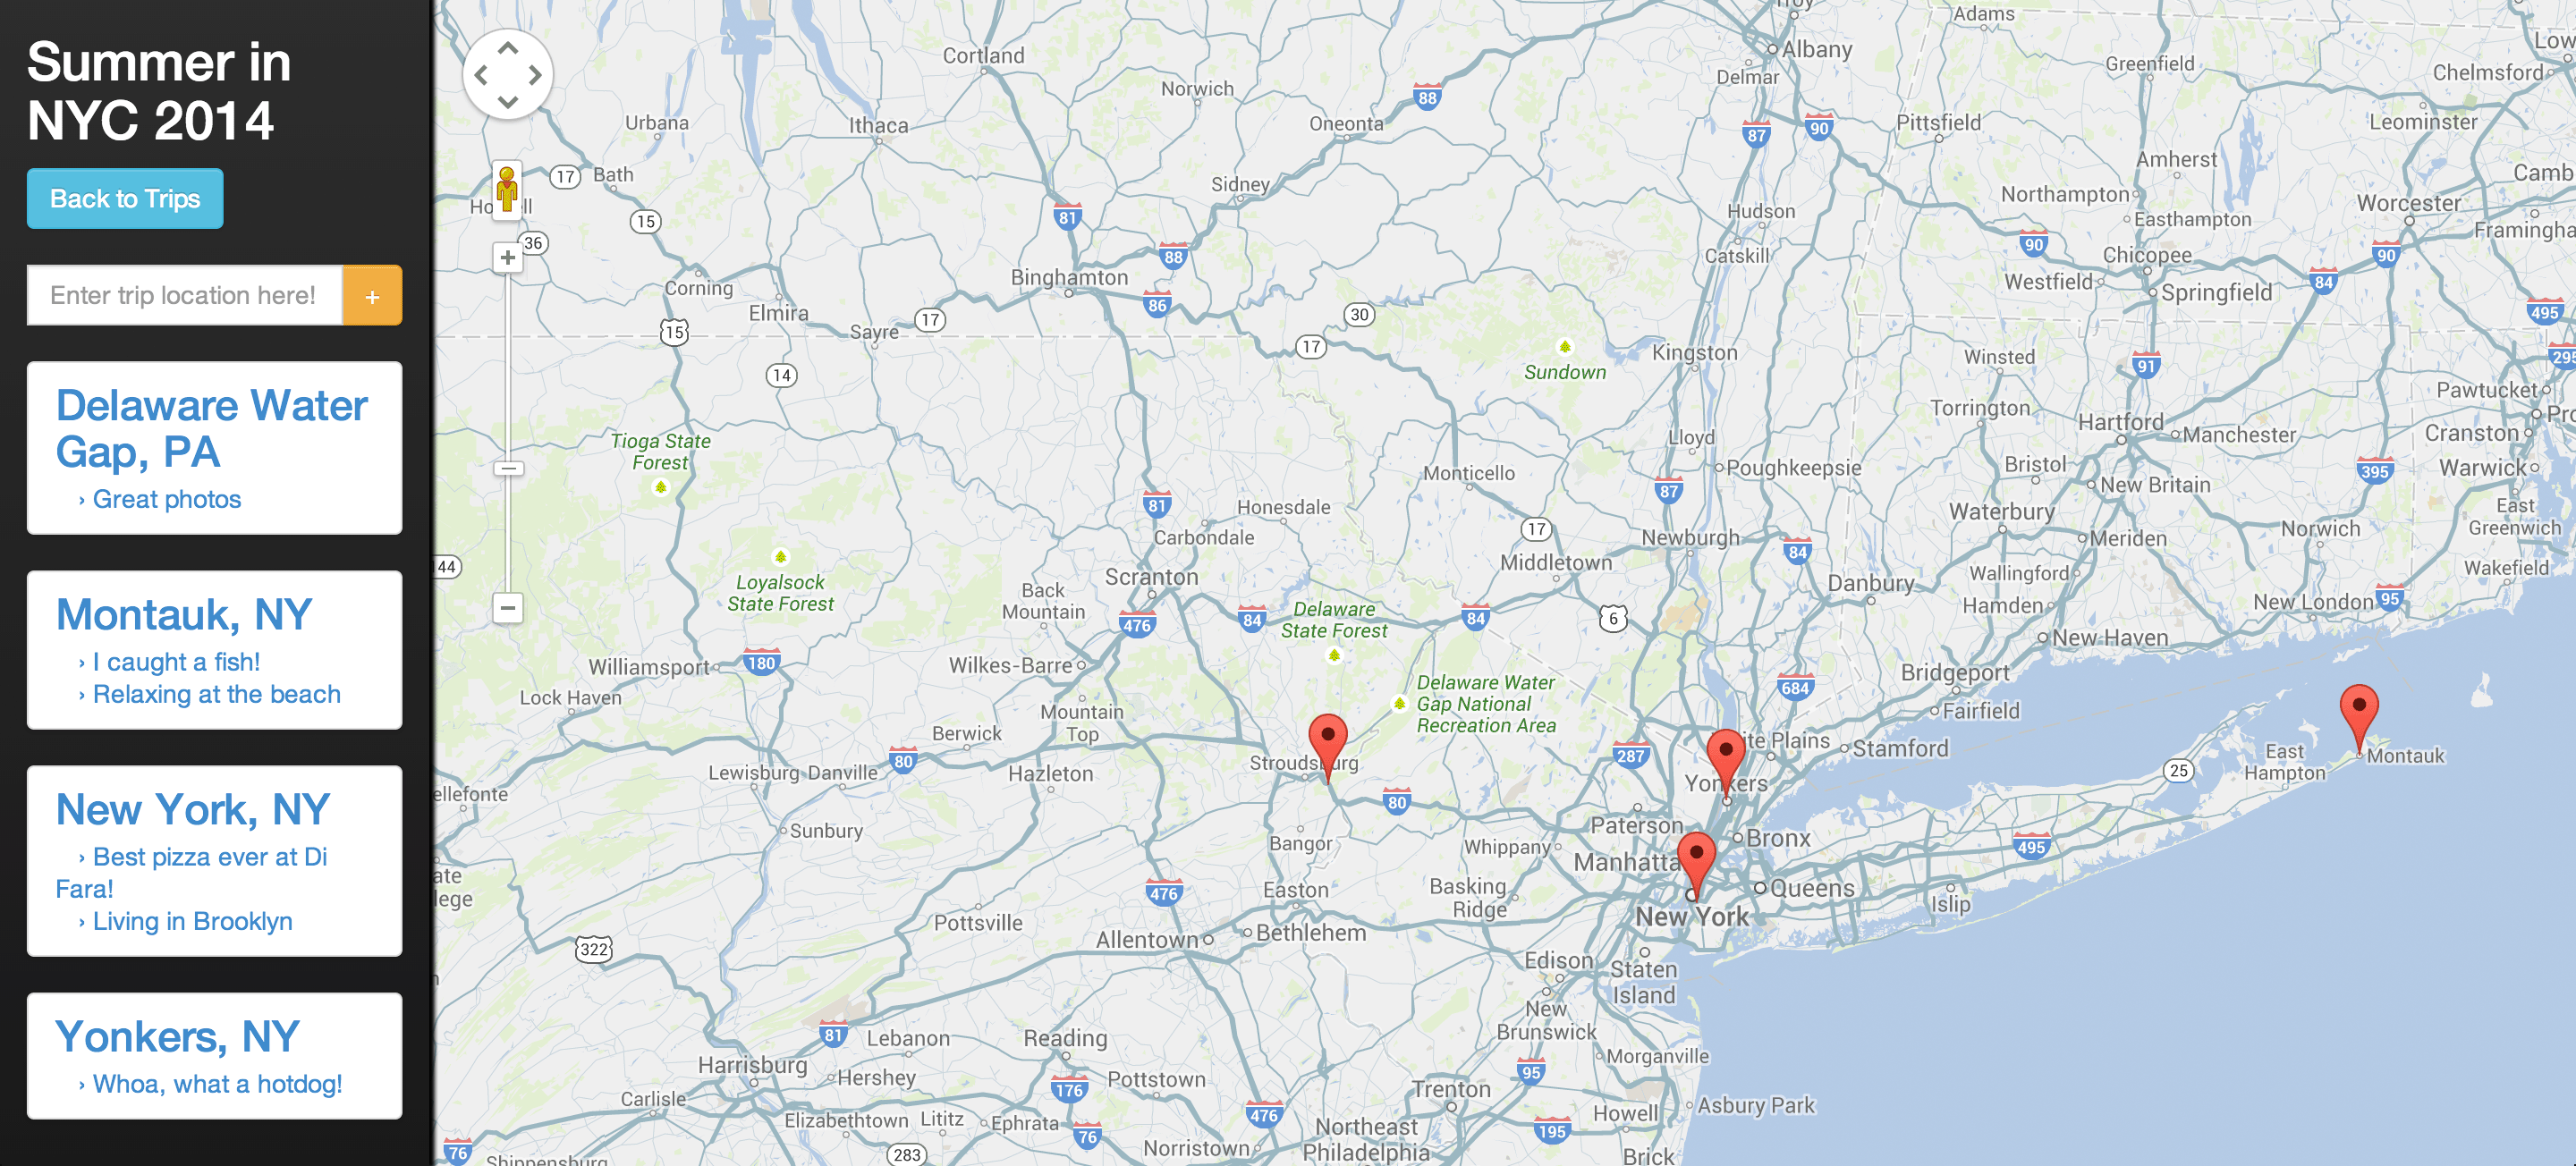 Summer in
NYC 2014
Back to Trips
Enter trip location here!
+
Delaware Water
Gap, PA
› Great photos
Montauk, NY
› I caught a fish!
› Relaxing at the beach
New York, NY
› Best pizza ever at Di
Fara!
› Living in Brooklyn
Yonkers, NY
› Whoa, what a hotdog!
Adams
Albany
Cortland
Greenfield
Delmar
Chelmsford
Norwich
88
Urbana
Ithaca
Oneonta
87
90
Pittsfield
Leominster
Amherst
17
Bath
Sidney
Northampton
Worcester
15
81
Hudson
Easthampton
36
Catskill
90
Chicopee
90
88
Binghamton
Westfield
84
Corning
86
Springfield
Elmira
17
30
495
Sayre
15
17
Kingston
Winsted
295
14
Sundown
91
Pawtucket
Torrington
Tioga State
Forest
Lloyd
Hartford
Manchester
Cranston
Monticello
Poughkeepsie
Bristol
395
Warwick
87
New Britain
81
Honesdale
Waterbury
East
Greenwich
Carbondale
17
Newburgh
84
Meriden
Norwich
44
Loyalsock
State Forest
Scranton
Middletown
Danbury
Wallingford
Wakefield
Back
Mountain
Delaware
State Forest
Hamden
New London
95
476
84
84
6
New Haven
Williamsport
180
Wilkes-Barre
Bridgeport
Lock Haven
Delaware Water
Gap National
Recreation Area
684
Fairfield
Mountain
Top
Berwick
287
Stamford
Montauk
East
Hampton
25
Lewisburg
Danville
80
Hazleton
Stroudsburg
Yonkers
80
Sunbury
Bangor
Whippany
Paterson
Bronx
495
476
Easton
Basking
Ridge
Queens
Islip
Pottsville
New York
322
Allentown
Bethlehem
Edison
Staten
Island
New
Brunswick
81
Lebanon
Reading
Morganville
Harrisburg
Hershey
176
Pottstown
95
Trenton
Carlisle
Elizabethtown
Lititz
Ephrata
76
476
Howell
Asbury Park
195
76
283
Norristown
Northeast
Philadelphia
Brick